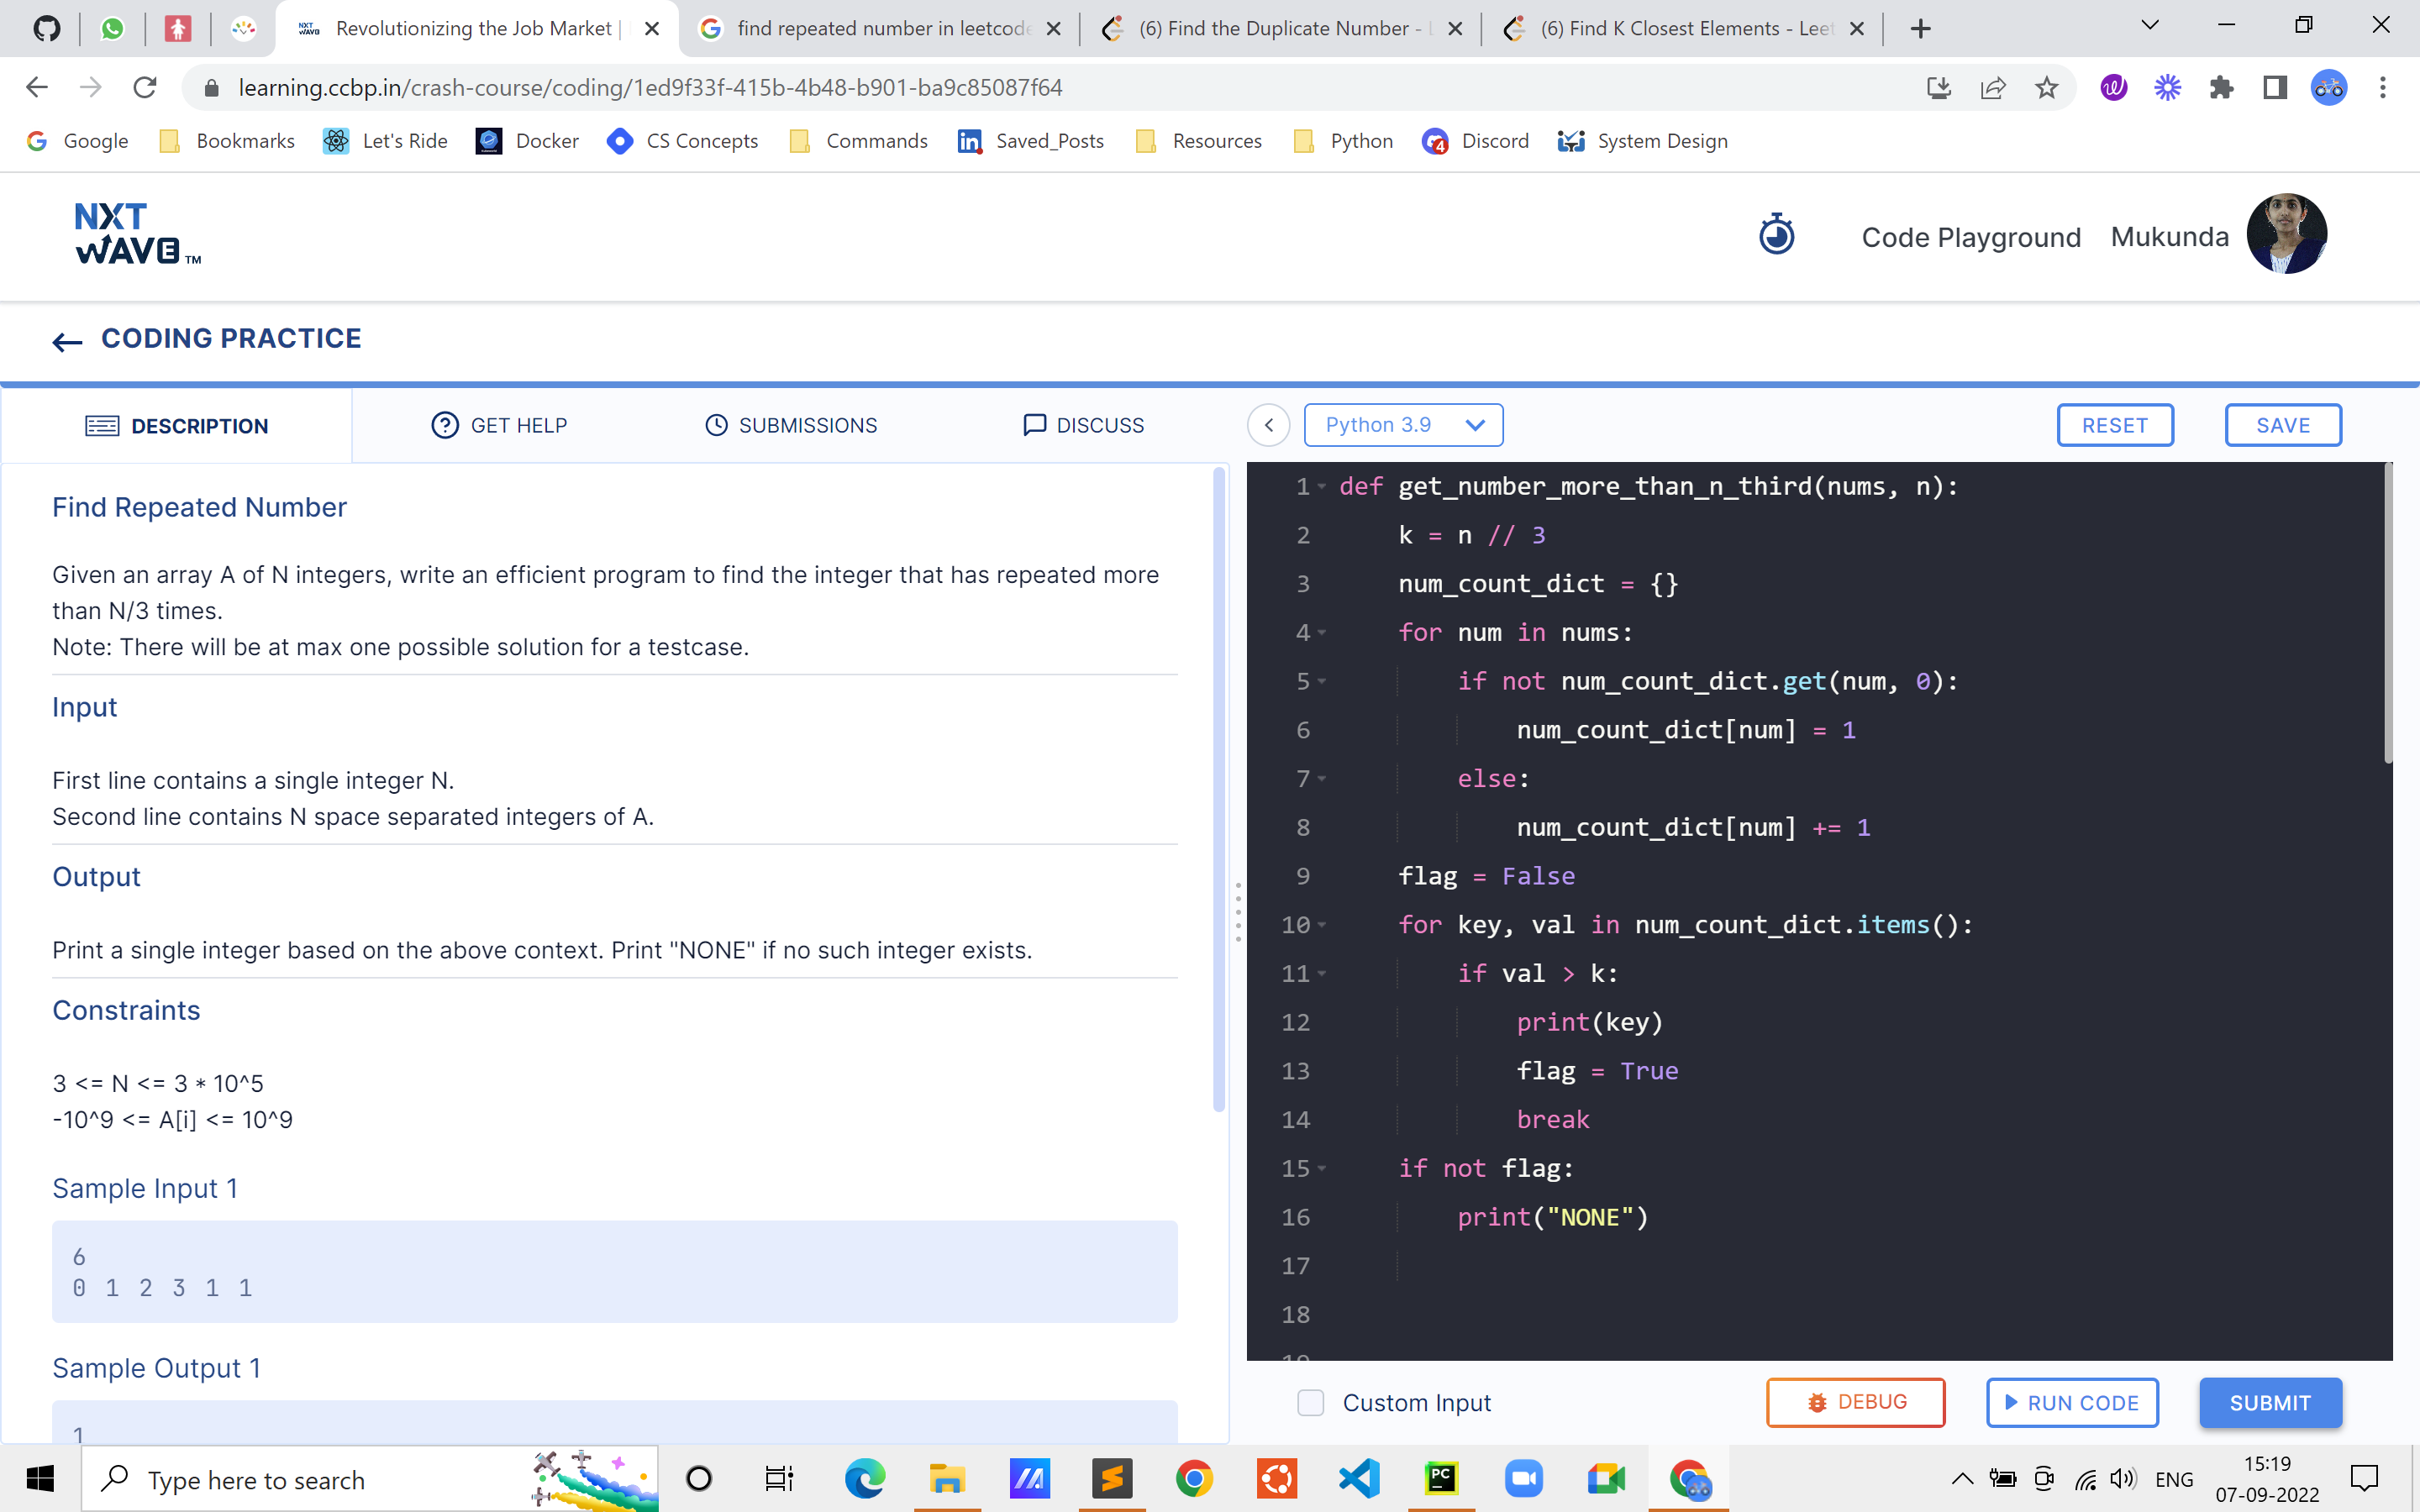 Revolutionizing the Job Market |
find repeated number in leetcode
(6) Find the Duplicate Number - L
(6) Find K Closest Elements - Leet
learning.ccbp.in/crash-course/coding/1ed9f33f-415b-4b48-b901-ba9c85087f64
Google Bookmarks Let's Ride Docker CS Concepts Commands Saved_Posts Resources Python Discord System Design
NXT
WAVE TM
Code Playground Mukunda
CODING PRACTICE
DESCRIPTION GET HELP SUBMISSIONS DISCUSS
Python 3.9 RESET SAVE
Find Repeated Number
Given an array A of N integers, write an efficient program to find the integer that has repeated more
than N/3 times.
Note: There will be at max one possible solution for a testcase.
Input
First line contains a single integer N.
Second line contains N space separated integers of A.
Output
Print a single integer based on the above context. Print "NONE" if no such integer exists.
Constraints
3 <= N <= 3 * 10^5
-10^9 <= A[i] <= 10^9
Sample Input 1
6
0 1 2 3 1 1
Sample Output 1
1
1 def get_number_more_than_n_third(nums, n):
2     k = n // 3
3     num_count_dict = {}
4     for num in nums:
5         if not num_count_dict.get(num, 0):
6             num_count_dict[num] = 1
7         else:
8             num_count_dict[num] += 1
9     flag = False
10     for key, val in num_count_dict.items():
11         if val > k:
12             print(key)
13             flag = True
14             break
15     if not flag:
16         print("NONE")
17
18
19
Custom Input DEBUG RUN CODE SUBMIT
Type here to search
PC
ENG
15:19
07-09-2022